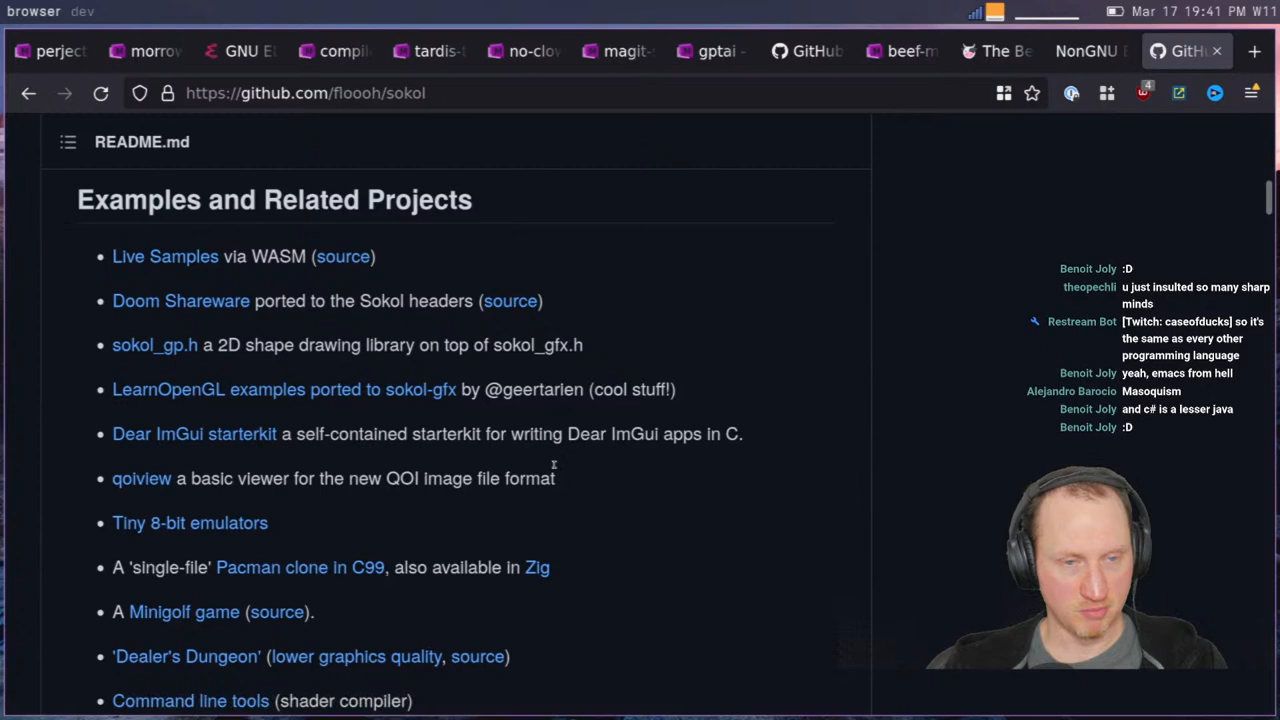 browser dev
Mar 17 19:41 W11
perject
morrow
GNU E
compil
tardis-t
no-clow
magit-
gptai -
GitHub
beef-m
The Be
NonGNU E
GitHu
https://github.com/floooh/sokol
4
README.md
Examples and Related Projects
Live Samples via WASM (source)
Doom Shareware ported to the Sokol headers (source)
sokol_gp.h a 2D shape drawing library on top of sokol_gfx.h
LearnOpenGL examples ported to sokol-gfx by @geertarien (cool stuff!)
Dear ImGui starterkit a self-contained starterkit for writing Dear ImGui apps in C.
qoiview a basic viewer for the new QOI image file format
Tiny 8-bit emulators
A 'single-file' Pacman clone in C99, also available in Zig
A Minigolf game (source).
'Dealer's Dungeon' (lower graphics quality, source)
Command line tools (shader compiler)
Benoit Joly :D
theopechli u just insulted so many sharp
minds
Restream Bot [Twitch: caseofducks] so it's
the same as every other
programming language
Benoit Joly yeah, emacs from hell
Alejandro Barocio Masoquism
Benoit Joly and c# is a lesser java
Benoit Joly :D